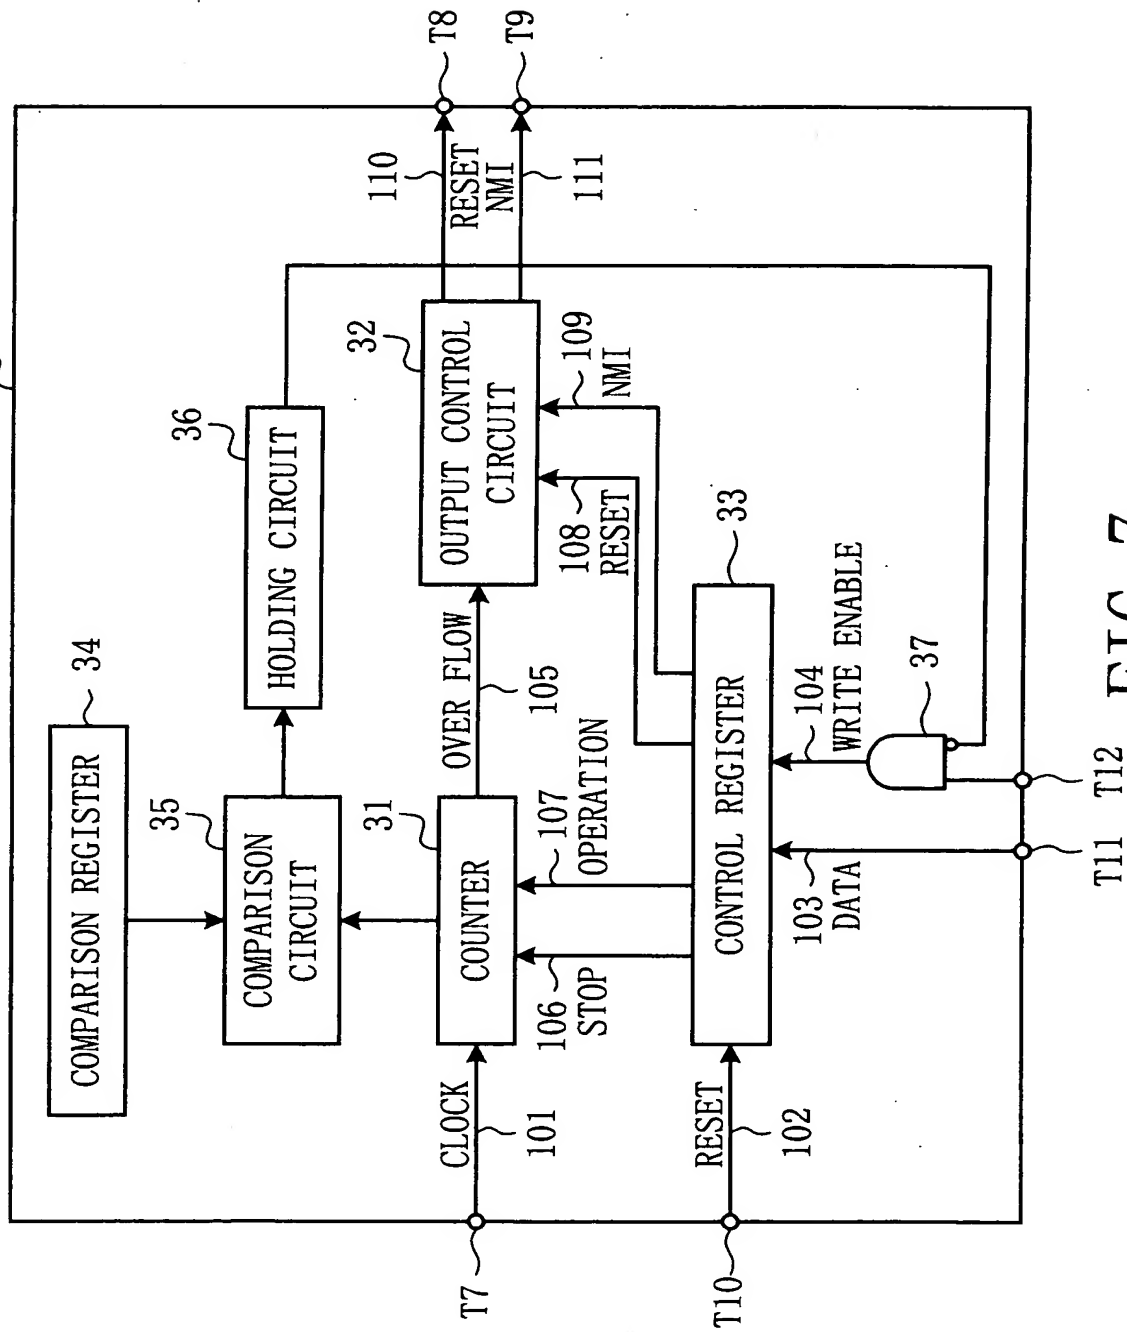 COMPARISON REGISTER
34
35
COMPARISON
CIRCUIT
36
HOLDING CIRCUIT
T7
CLOCK
101
31
COUNTER
OVER FLOW
105
32
OUTPUT CONTROL
CIRCUIT
110
RESET
NMI
111
T8
T9
106
STOP
107
OPERATION
108
RESET
109
NMI
T10
RESET
102
33
CONTROL REGISTER
103
DATA
104
WRITE ENABLE
37
T11
T12